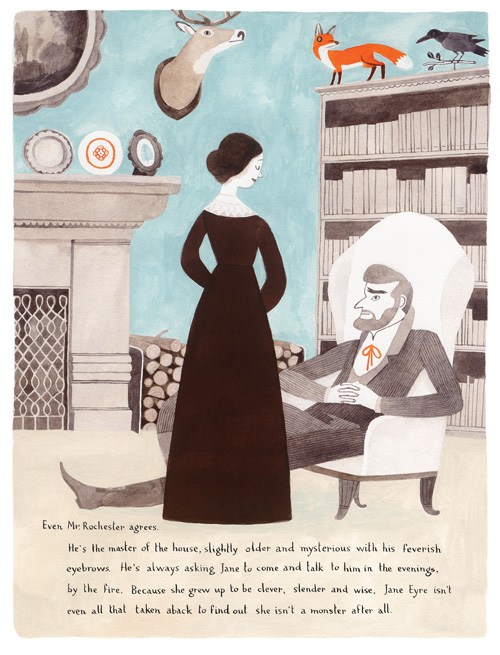 Even Mr. Rochester agrees.
He's the master of the house, slightly older and mysterious with his feverish
eyebrows. He's always asking Jane to come and talk to him in the evenings,
by the fire. Because she grew up to be clever, slender and wise, Jane Eyre isn't
even all that taken aback to find out she isn't a monster after all.